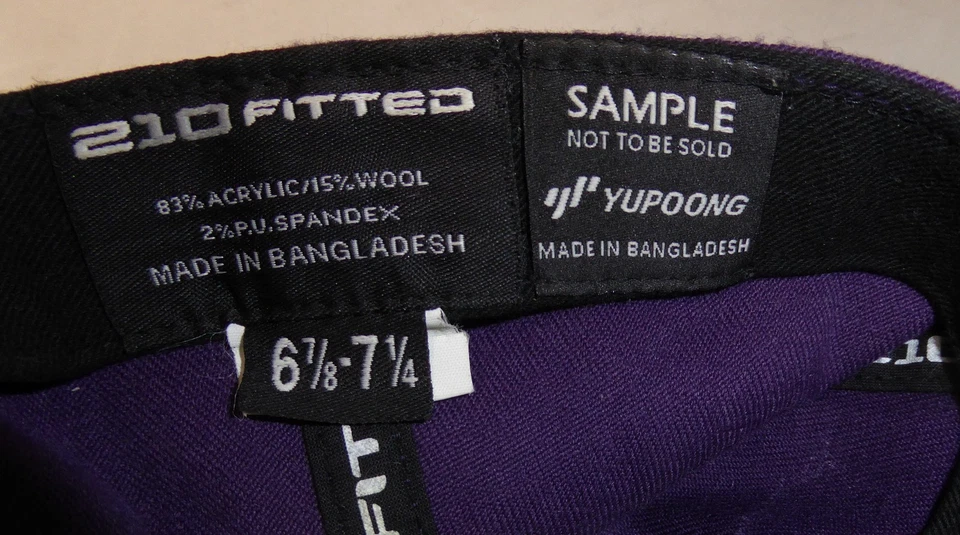 210 FITTED
83% ACRYLIC/15% WOOL
2% P.U. SPANDEX
MADE IN BANGLADESH
SAMPLE
NOT TO BE SOLD
YUPOONG
MADE IN BANGLADESH
6⅞-7¼
FIT